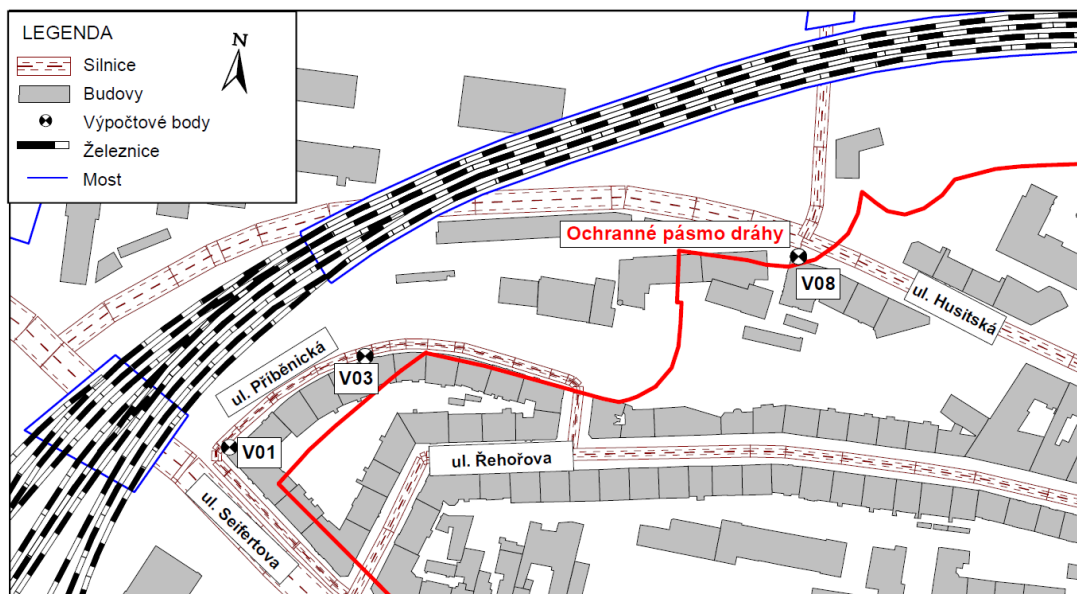 LEGENDA
N
Silnice
Budovy
Výpočtové body
Železnice
Most
Ochranné pásmo dráhy
V08
ul. Husitská
ul. Příběnická
V03
V01
ul. Řehořova
ul. Seifertova